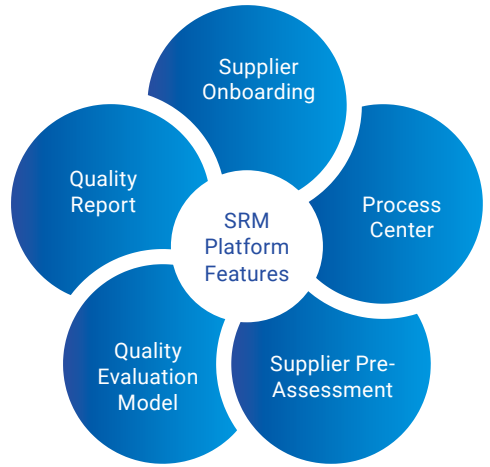 Supplier
Onboarding
Process
Center
Supplier Pre-
Assessment
Quality
Evaluation
Model
Quality
Report
SRM
Platform
Features